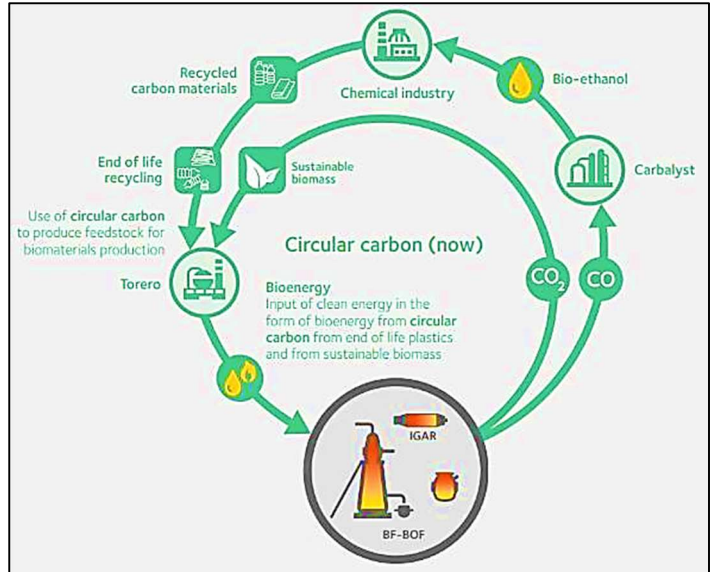 Recycled
carbon materials
Chemical industry
Bio-ethanol
End of life
recycling
Sustainable
biomass
Carbalyst
Use of circular carbon
to produce feedstock for
biomaterials production
Circular carbon (now)
Torero
CO₂
CO
Bioenergy
Input of clean energy in the
form of bioenergy from circular
carbon from end of life plastics
and from sustainable biomass
IGAR
BF-BOF